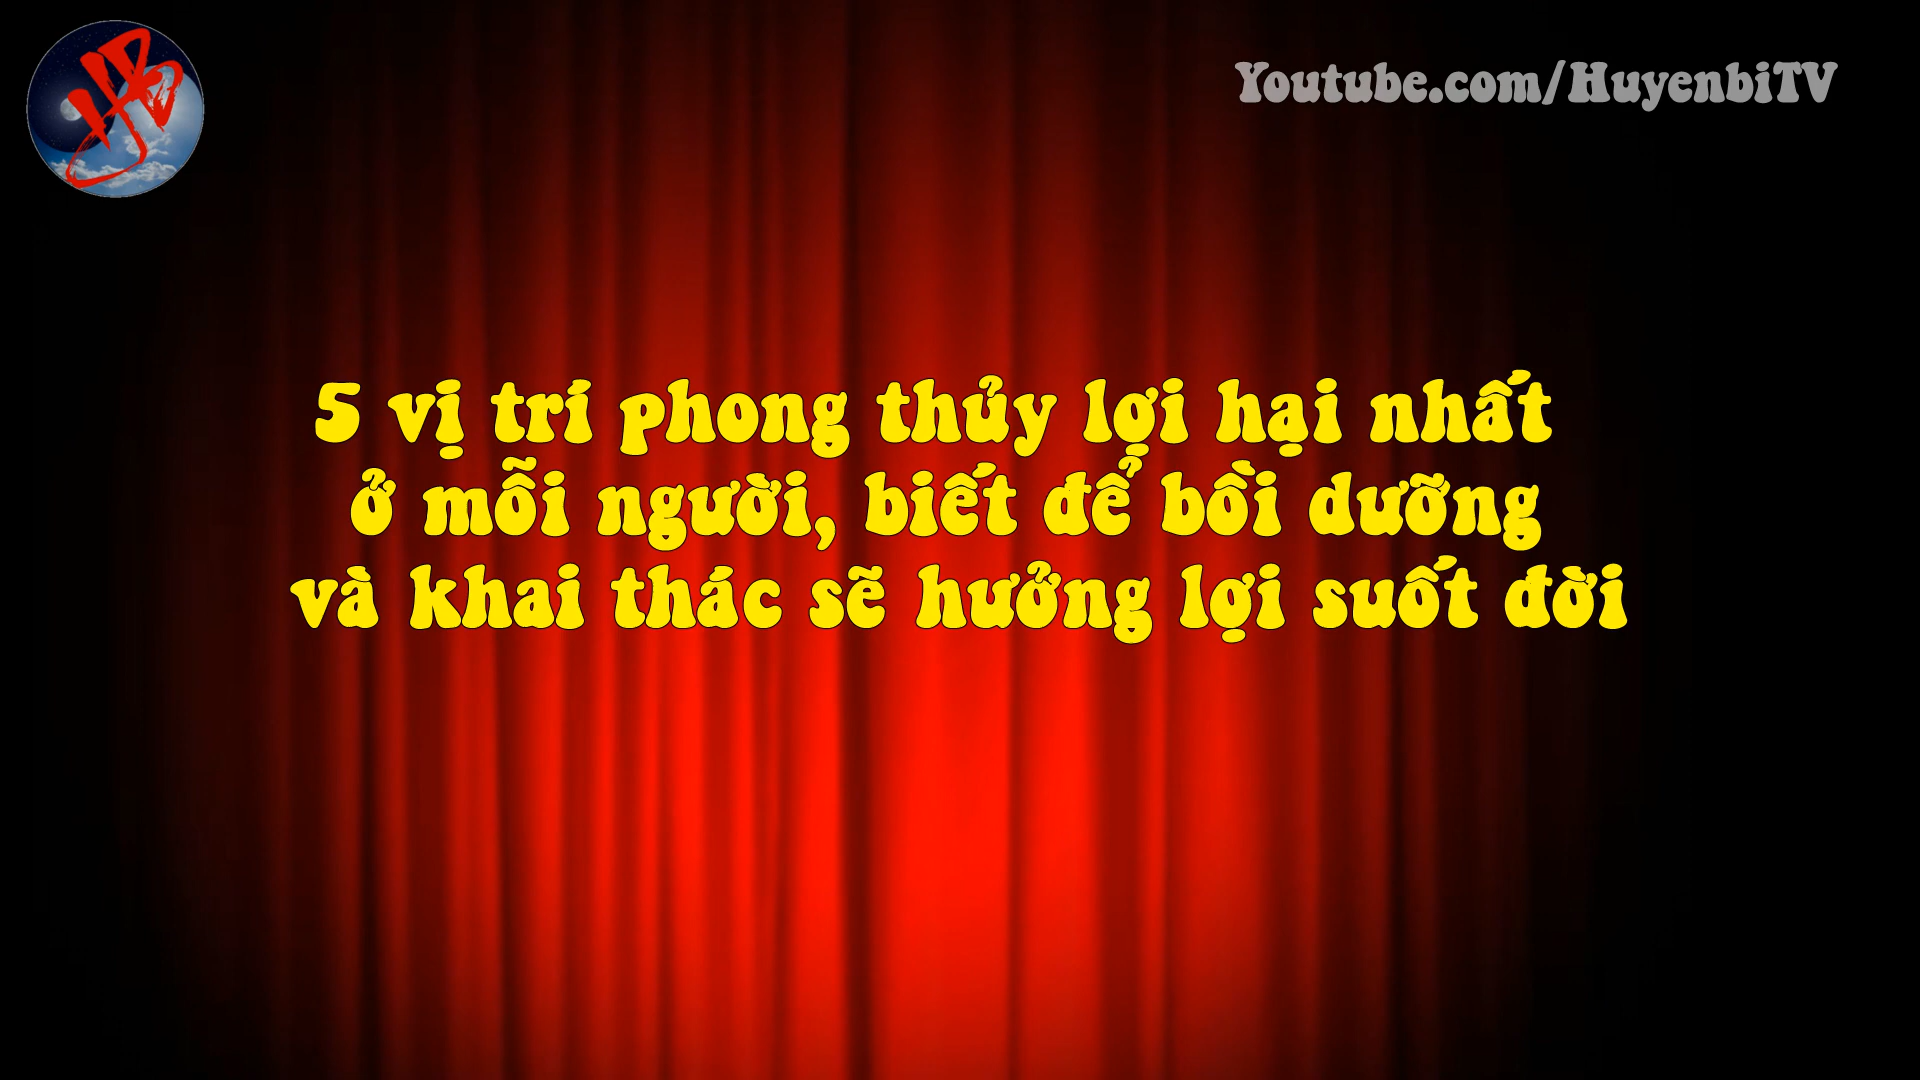 HB
Youtube.com/HuyenbiTV
5 vị trí phong thủy lợi hại nhất
ở mỗi người, biết để bồi dưỡng
và khai thác sẽ hưởng lợi suốt đời